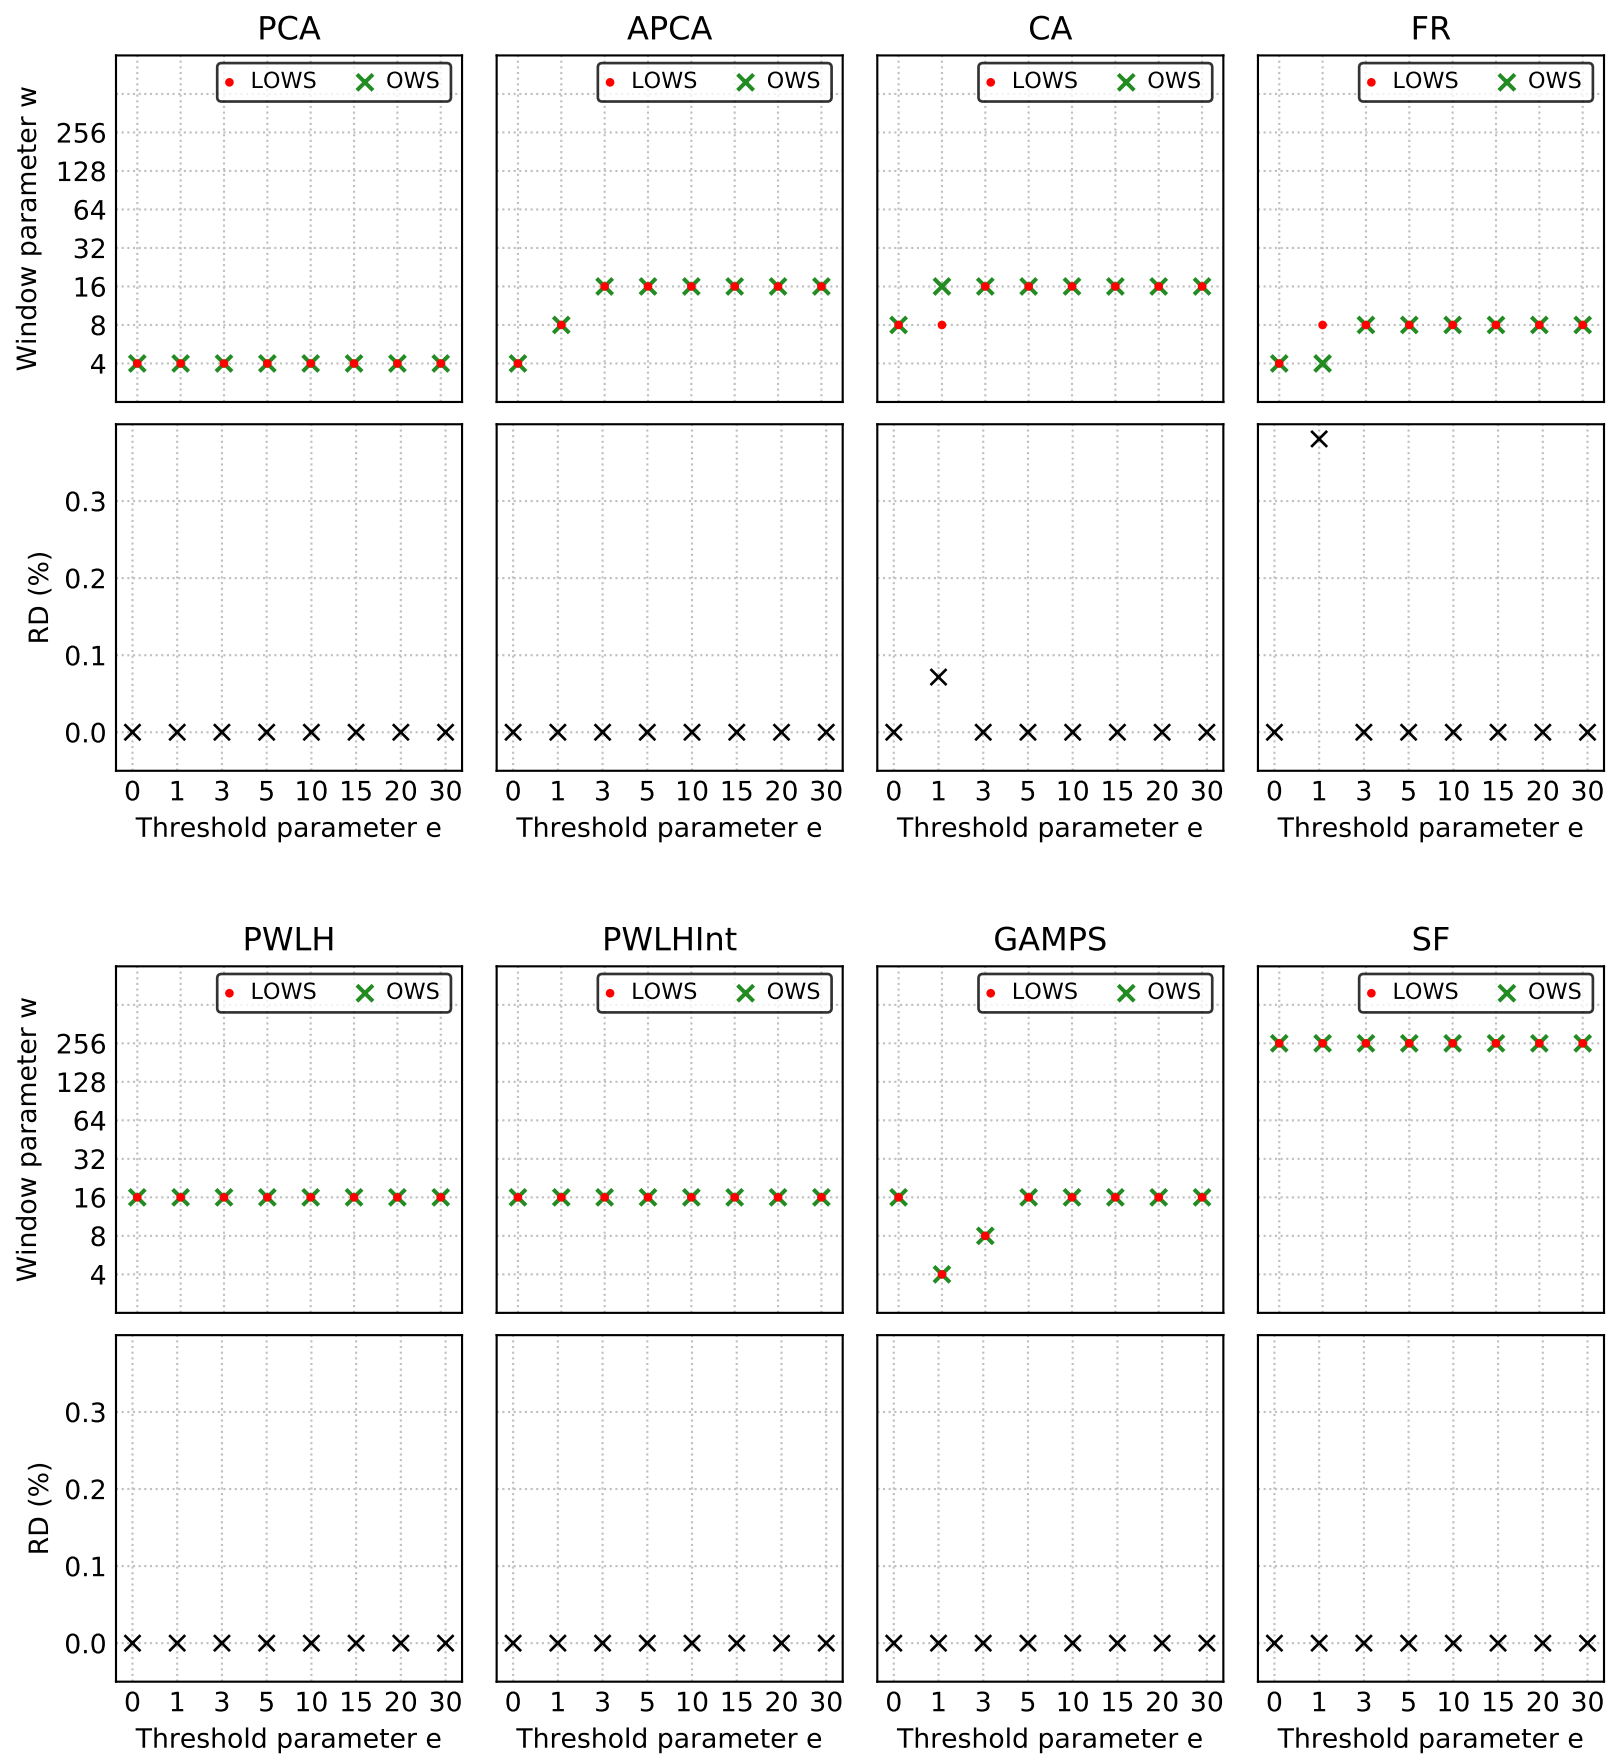 PCA APCA CA FR
LOWS OWS LOWS OWS LOWS OWS LOWS OWS
Window parameter w
256
128
64
32
16
8
4
RD (%)
0.3
0.2
0.1
0.0
0 1 3 5 10 15 20 30 0 1 3 5 10 15 20 30 0 1 3 5 10 15 20 30 0 1 3 5 10 15 20 30
Threshold parameter e Threshold parameter e Threshold parameter e Threshold parameter e
PWLH PWLHInt GAMPS SF
LOWS OWS LOWS OWS LOWS OWS LOWS OWS
Window parameter w
256
128
64
32
16
8
4
RD (%)
0.3
0.2
0.1
0.0
0 1 3 5 10 15 20 30 0 1 3 5 10 15 20 30 0 1 3 5 10 15 20 30 0 1 3 5 10 15 20 30
Threshold parameter e Threshold parameter e Threshold parameter e Threshold parameter e